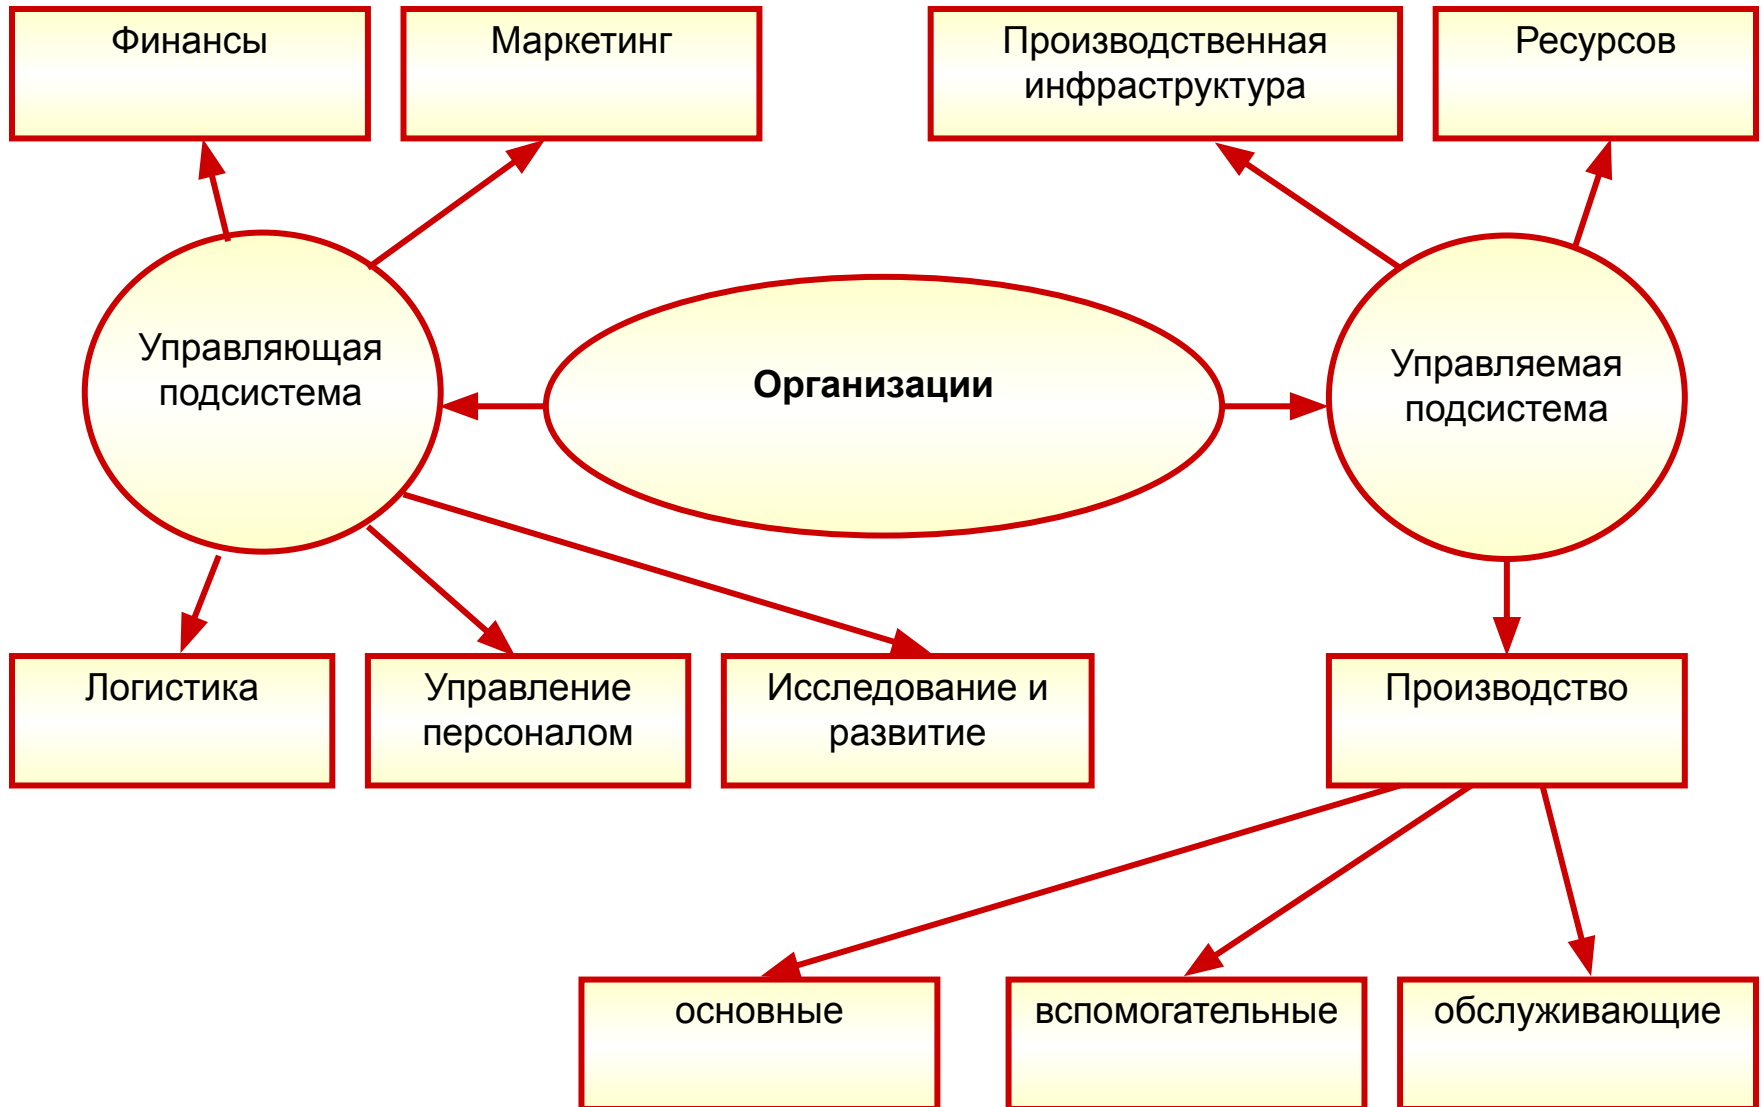 Финансы
Маркетинг
Производственная
инфраструктура
Ресурсов
Управляющая
подсистема
Организации
Управляемая
подсистема
Логистика
Управление
персоналом
Исследование и
развитие
Производство
основные
вспомогательные
обслуживающие